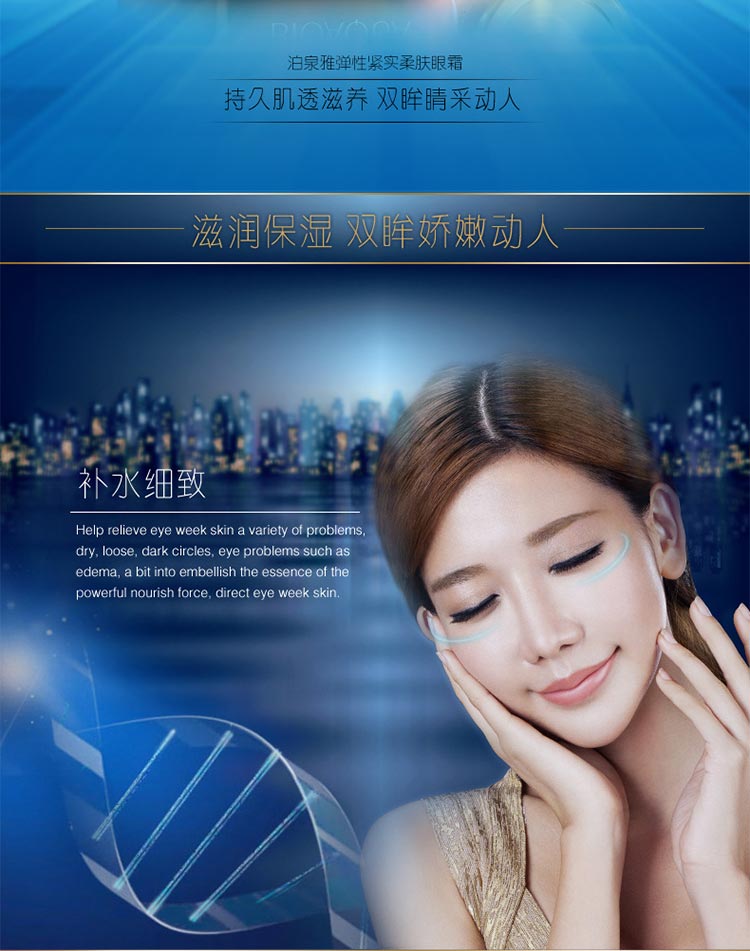 BIOAQUA
泊泉雅弹性紧实柔肤眼霜
持久肌透滋养 双眸睛采动人
滋润保湿 双眸娇嫩动人
补水细致
Help relieve eye week skin a variety of problems,
dry, loose, dark circles, eye problems such as
edema, a bit into embellish the essence of the
powerful nourish force, direct eye week skin.